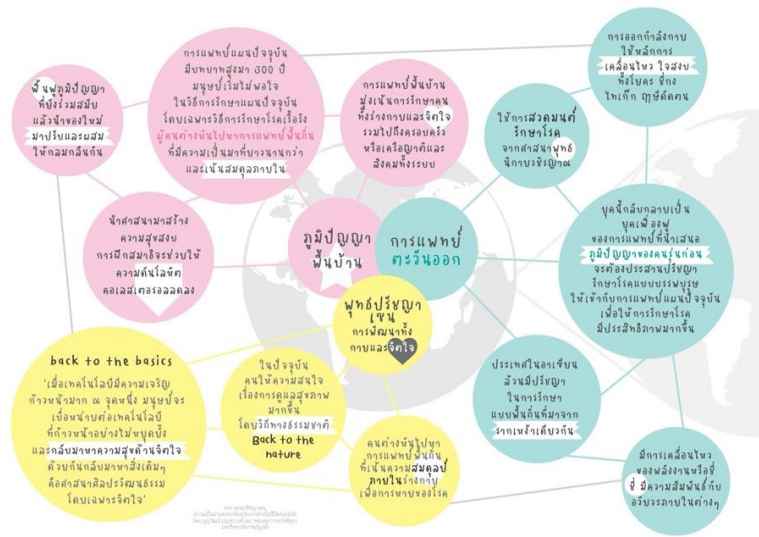 ฟื้นฟูภูมิปัญญา
ที่ยังร่วมสมัย
แล้วนำของใหม่
มาปรับและผสม
ให้กลมกลืนกัน
การแพทย์แผนปัจจุบัน
มีบทบาทสูงมา 300 ปี
มนุษย์เริ่มไม่พอใจ
ในวิธีการรักษาแผนปัจจุบัน
โดยเฉพาะวิธีการรักษาโรคเรื้อรัง
ผู้คนต่างหันไปหาการแพทย์พื้นถิ่น
ที่มีความเป็นมาที่ยาวนานกว่า
และเน้นสมดุลภายใน
การแพทย์พื้นบ้าน
มุ่งเน้นการรักษาคน
ทั้งร่างกายและจิตใจ
รวมไปถึงครอบครัว
หรือเครือญาติและ
สังคมทั้งระบบ
นำศาสนามาสร้าง
ความสุขสงบ
การฝึกสมาธิจะช่วยให้
ความดันโลหิต
คอเลสเตอรอลลดลง
ภูมิปัญญา
พื้นบ้าน
การแพทย์
ตะวันออก
พุทธปรัชญา
เซน
การพัฒนาทั้ง
กายและจิตใจ
การออกกำลังกาย
ใช้หลักการ
เคลื่อนไหว ใจสงบ
ทั้งโยคะ ชี่กง
ไทเก๊ก ฤาษีดัดตน
ใช้การสวดมนต์
รักษาโรค
จากศาสนาพุทธ
นิกายวชิรญาณ
ยุคนี้กลับกลายเป็น
ยุคเฟื่องฟู
ของการแพทย์ที่นำเสนอ
ภูมิปัญญาของคนรุ่นก่อน
จะต้องประสานปรัชญา
รักษาโรคแบบบรรพบุรุษ
ให้เข้ากับการแพทย์แผนปัจจุบัน
เพื่อให้การรักษาโรค
มีประสิทธิภาพมากขึ้น
ประเทศในอาเซียน
ล้วนมีปรัชญา
ในการรักษา
แบบพื้นถิ่นที่มาจาก
รากเหง้าเดียวกัน
มีการเคลื่อนไหว
ของพลังงานหรือชี่
ชี่ มีความสัมพันธ์กับ
อวัยวะภายในต่างๆ
back to the basics
'เมื่อเทคโนโลยีมีความเจริญ
ก้าวหน้ามาก ณ จุดหนึ่ง มนุษย์จะ
เบื่อหน่ายต่อเทคโนโลยี
ที่ก้าวหน้าอย่างไม่หยุดยั้ง
และกลับมาหาความสุขด้านจิตใจ
ด้วยกันกลับมาหาสิ่งเดิมๆ
คือศาสนาศิลปะวัฒนธรรม
โดยเฉพาะจิตใจ'
ในปัจจุบัน
คนให้ความสนใจ
เรื่องการดูแลสุขภาพ
มากขึ้น
โดยวิถีทางธรรมชาติ
Back to the
nature
คนต่างหันไปหา
การแพทย์พื้นถิ่น
ที่เน้นความสมดุลย์
ภายในร่างกาย
เพื่อการหายของโรค